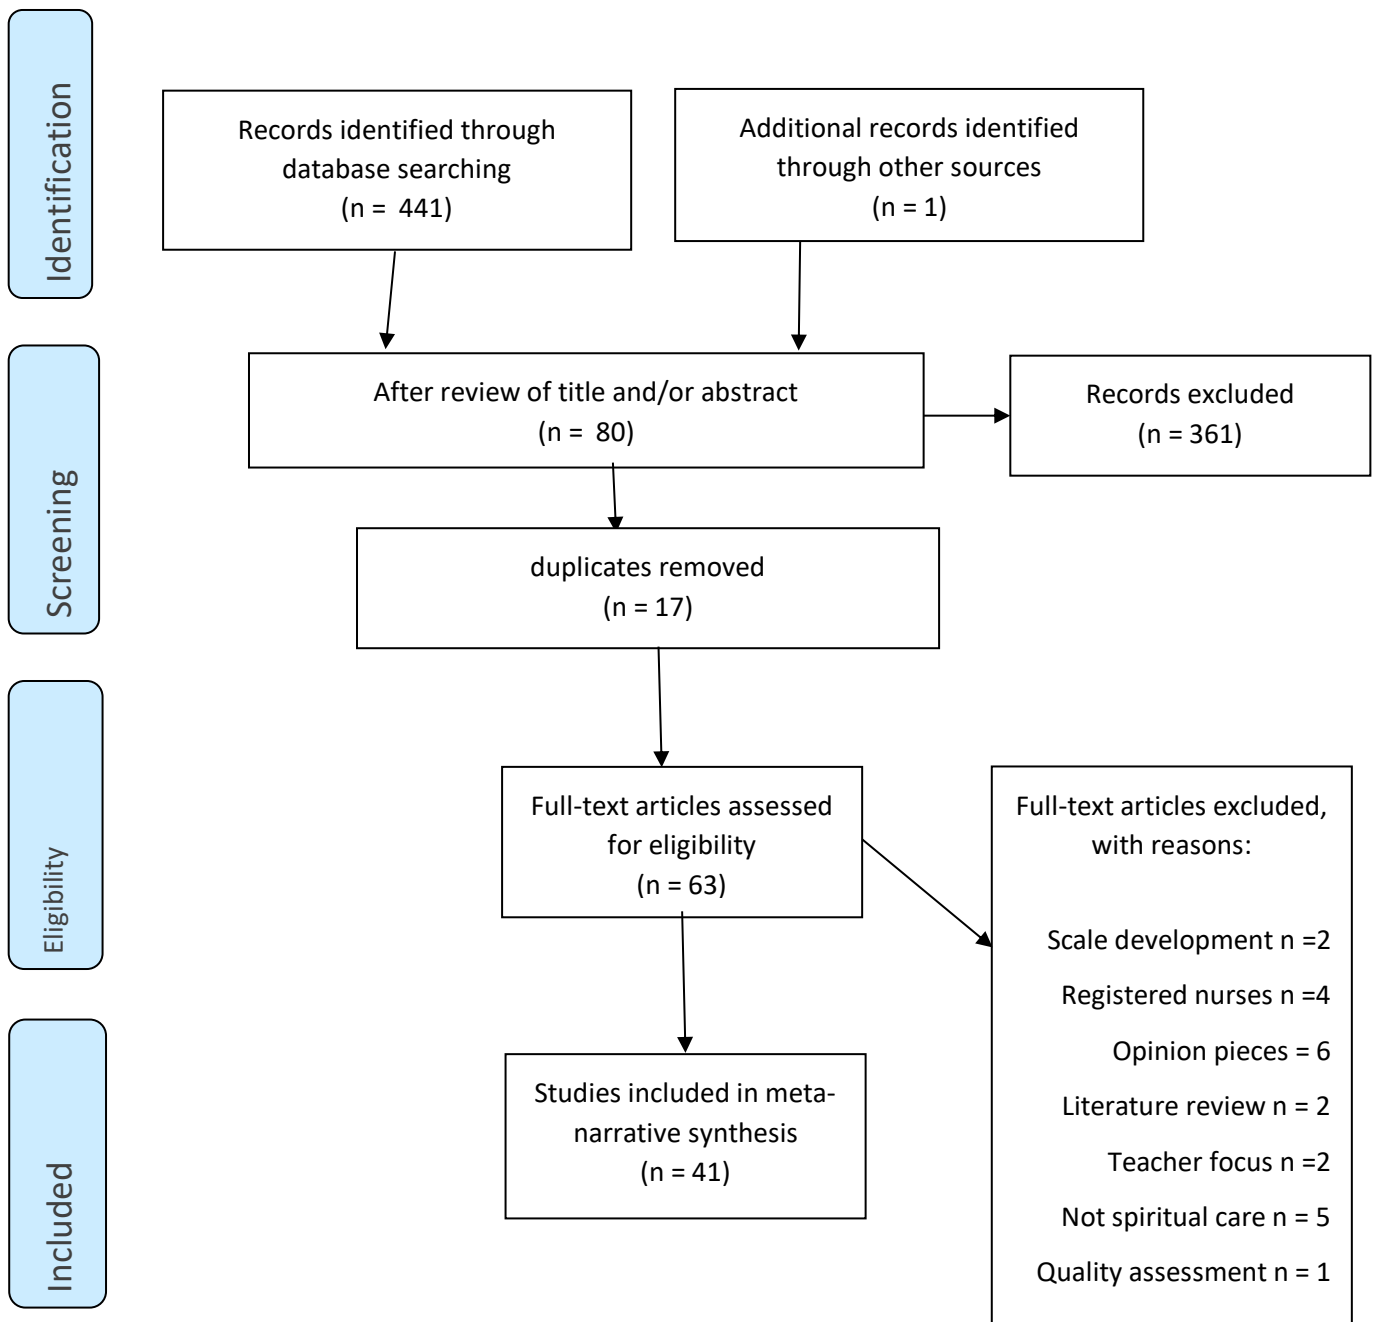 Identification
Records identified through
database searching
(n = 441)
Additional records identified
through other sources
(n = 1)
Screening
After review of title and/or abstract
(n = 80)
Records excluded
(n = 361)
duplicates removed
(n = 17)
Eligibility
Full-text articles assessed
for eligibility
(n = 63)
Full-text articles excluded,
with reasons:
Scale development n =2
Registered nurses n =4
Opinion pieces = 6
Literature review n = 2
Teacher focus n =2
Not spiritual care n = 5
Quality assessment n = 1
Included
Studies included in meta-
narrative synthesis
(n = 41)